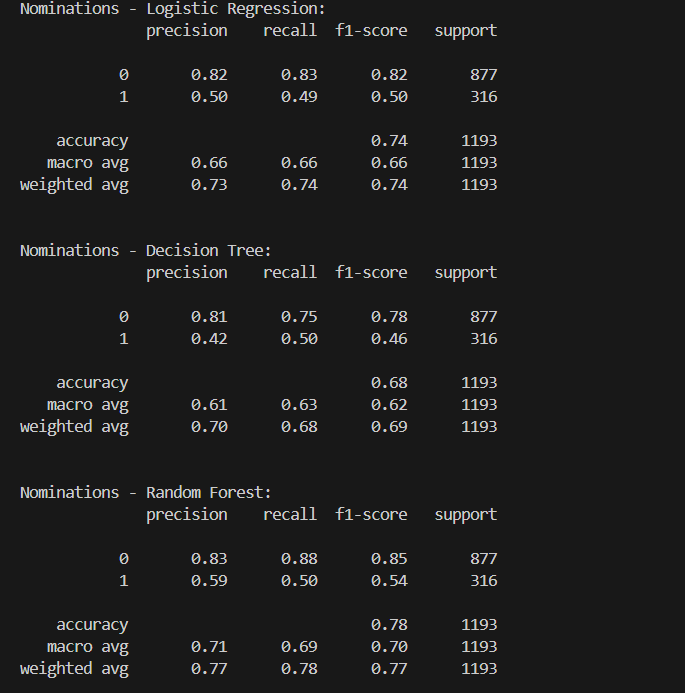 Nominations - Logistic Regression:
precision recall f1-score support
0 0.82 0.83 0.82 877
1 0.50 0.49 0.50 316
accuracy 0.74 1193
macro avg 0.66 0.66 0.66 1193
weighted avg 0.73 0.74 0.74 1193
Nominations - Decision Tree:
precision recall f1-score support
0 0.81 0.75 0.78 877
1 0.42 0.50 0.46 316
accuracy 0.68 1193
macro avg 0.61 0.63 0.62 1193
weighted avg 0.70 0.68 0.69 1193
Nominations - Random Forest:
precision recall f1-score support
0 0.83 0.88 0.85 877
1 0.59 0.50 0.54 316
accuracy 0.78 1193
macro avg 0.71 0.69 0.70 1193
weighted avg 0.77 0.78 0.77 1193